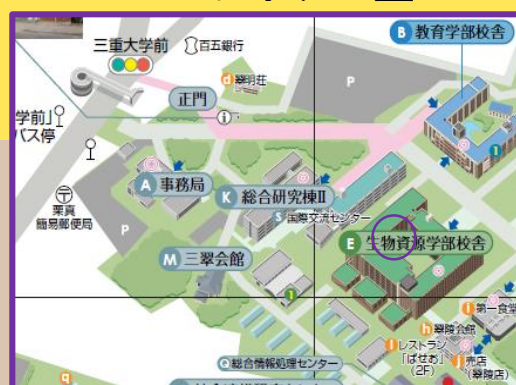 三重大学前
百五銀行
B 教育学部校舎
P
d 翠明荘
正門
i
学前」
バス停
1
A 事務局
K 総合研究棟Ⅱ
S 国際交流センター
栗真
簡易郵便局
P
E 生物資源学部校舎
M 三翠会館
1
i 第一食堂
h 翠陵会館
レストラン
「ばせお」
(2F)
j 売店
(翠陵店)
Q 総合情報処理センター
q